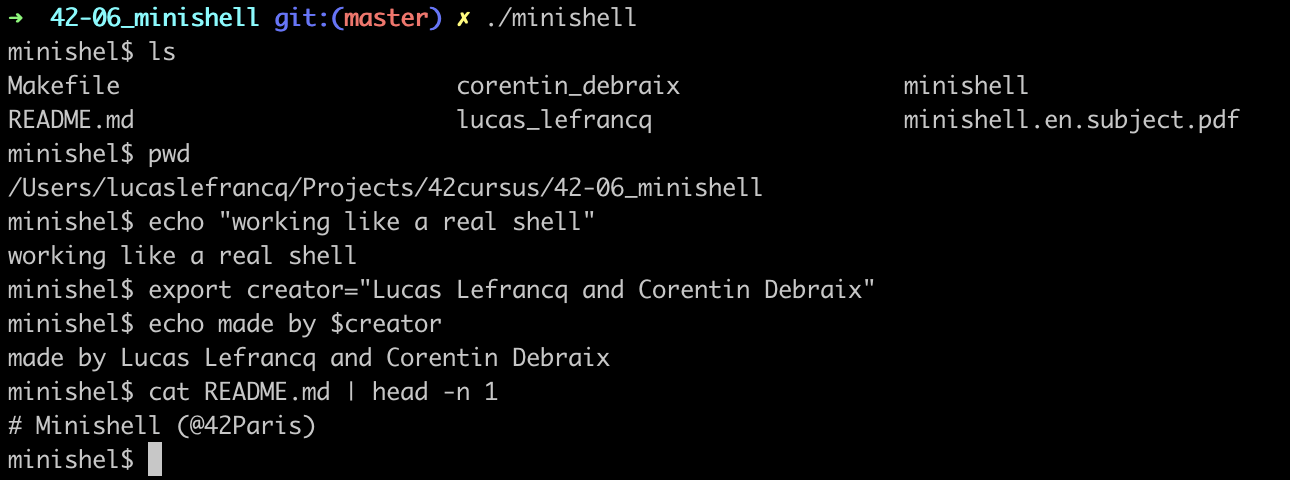 ➜  42-06_minishell git:(master) ✗ ./minishell
minishel$ ls
Makefile                        corentin_debraix                minishell
README.md                       lucas_lefrancq                  minishell.en.subject.pdf
minishel$ pwd
/Users/lucaslefrancq/Projects/42cursus/42-06_minishell
minishel$ echo "working like a real shell"
working like a real shell
minishel$ export creator="Lucas Lefrancq and Corentin Debraix"
minishel$ echo made by $creator
made by Lucas Lefrancq and Corentin Debraix
minishel$ cat README.md | head -n 1
# Minishell (@42Paris)
minishel$